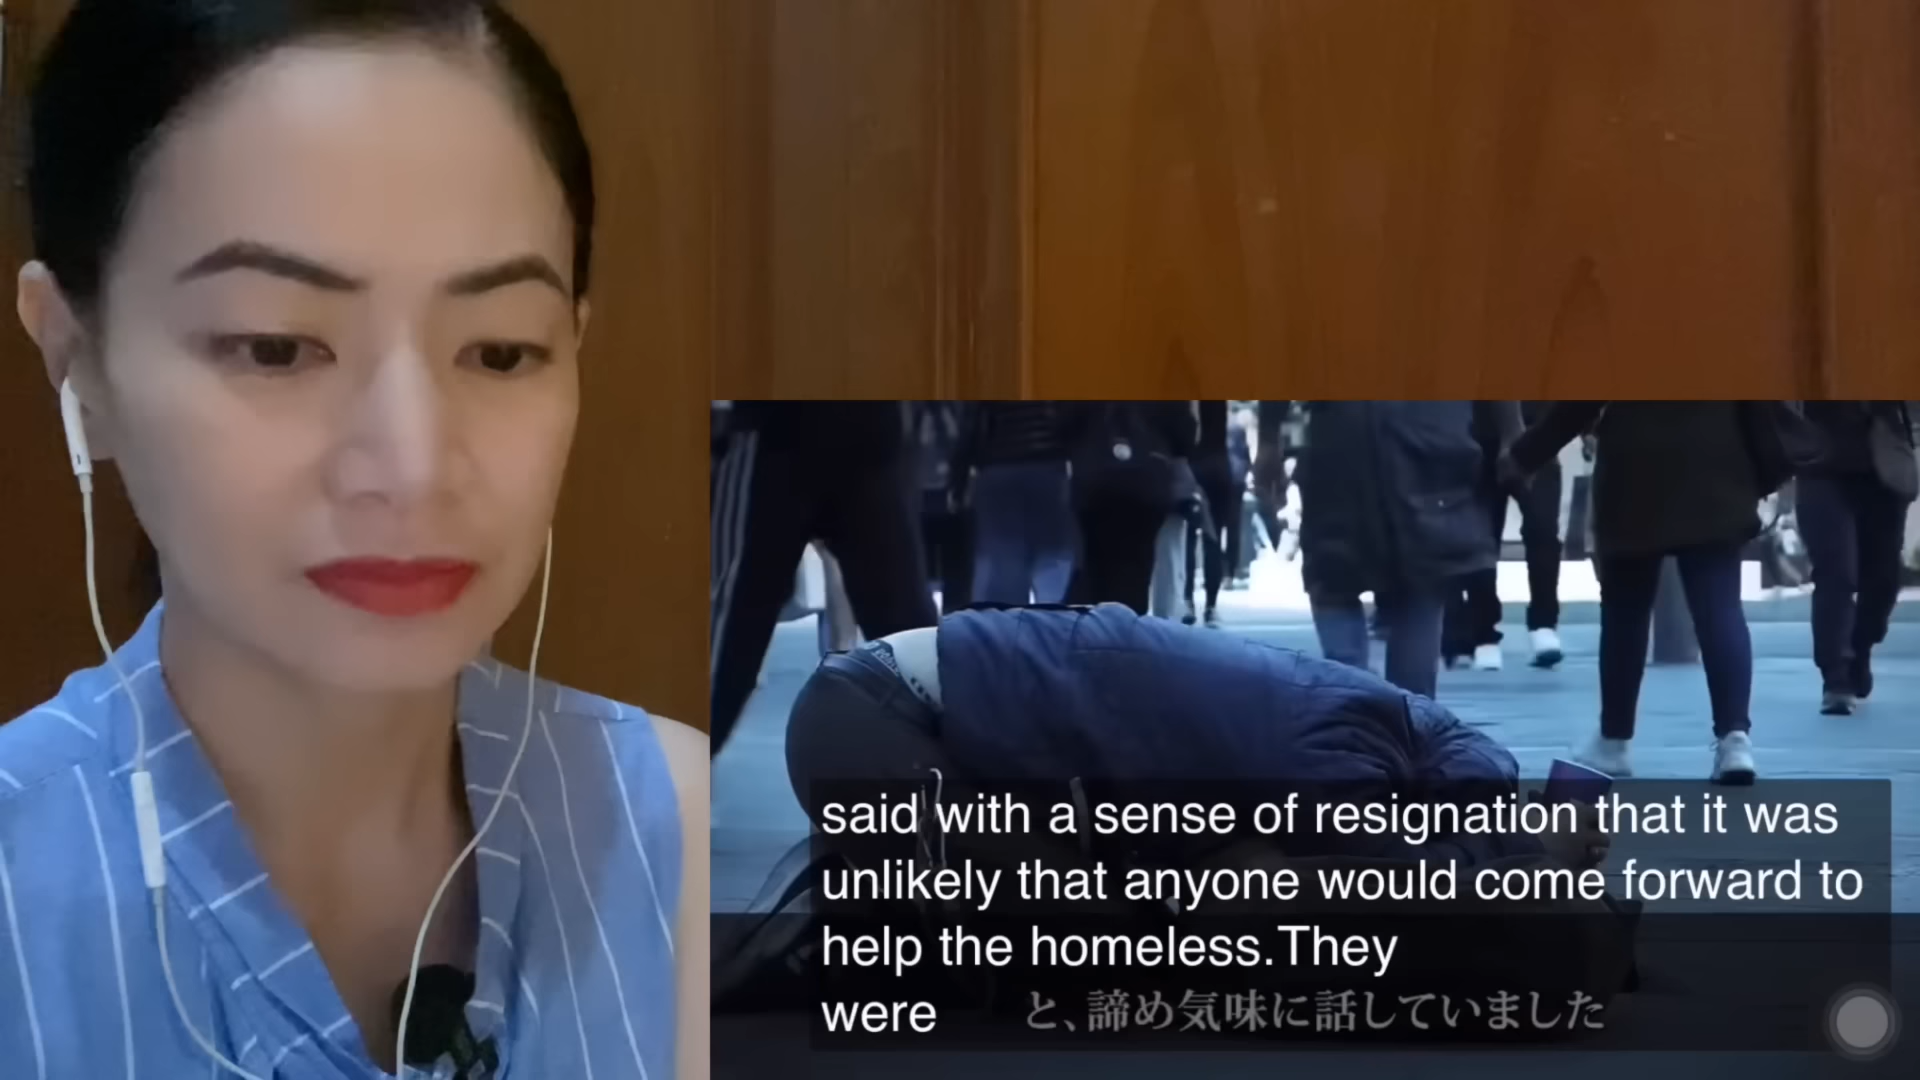 said with a sense of resignation that it was
unlikely that anyone would come forward to
help the homeless.They
were
と、諦め気味に話していました